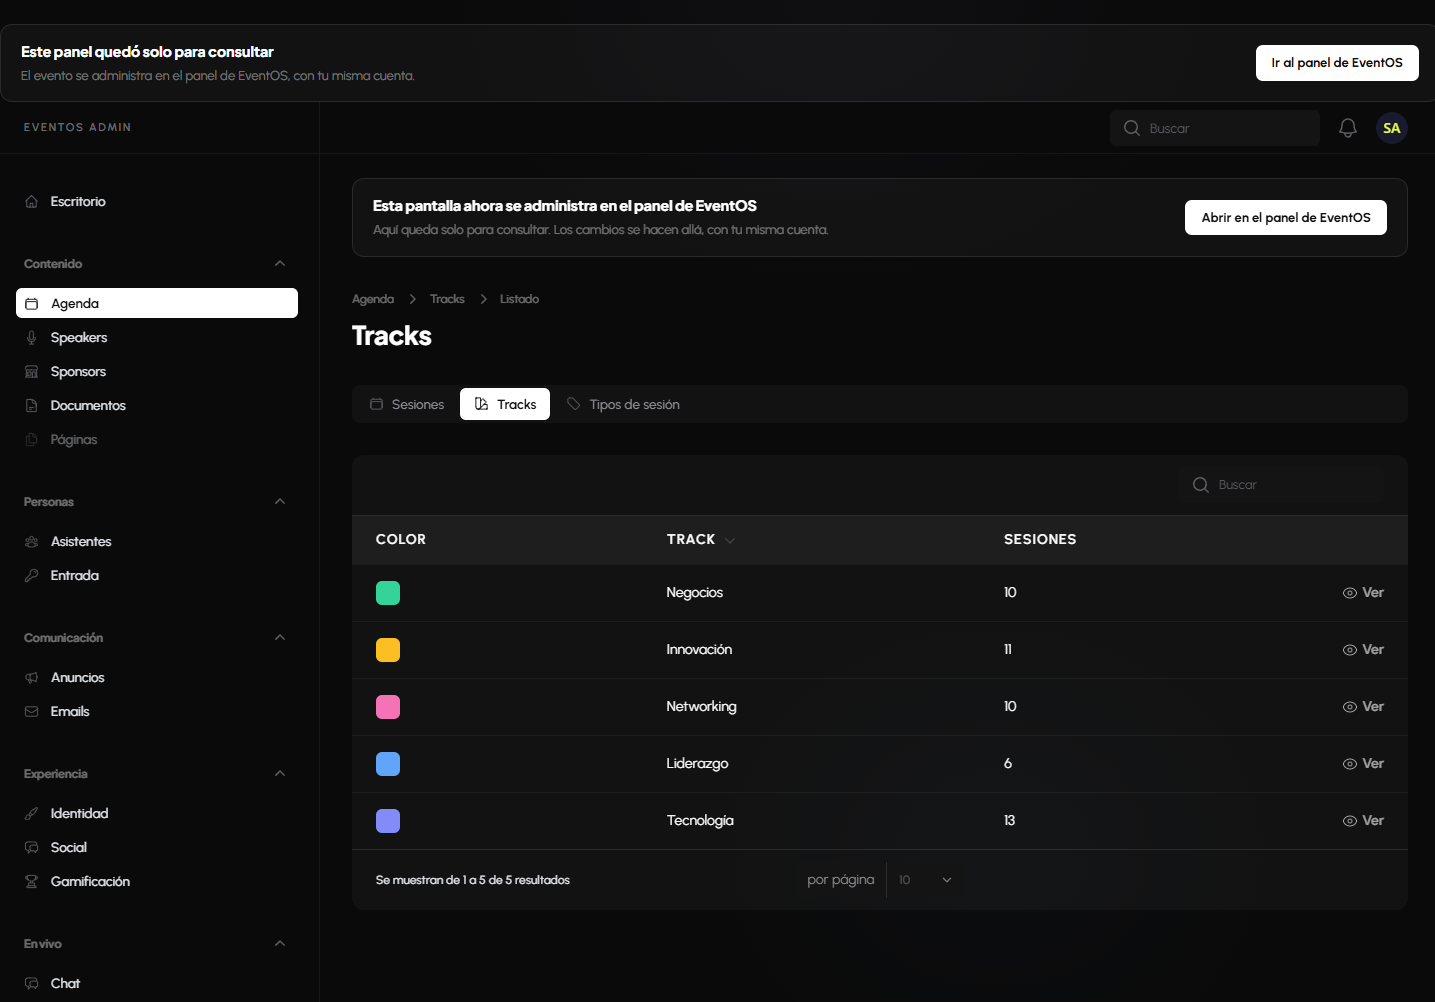 Este panel quedó solo para consultar
El evento se administra en el panel de EventOS, con tu misma cuenta.
Ir al panel de EventOS
EVENTOS ADMIN
Buscar
SA
Escritorio
Contenido
Agenda
Speakers
Sponsors
Documentos
Páginas
Personas
Asistentes
Entrada
Comunicación
Anuncios
Emails
Experiencia
Identidad
Social
Gamificación
En vivo
Chat
Esta pantalla ahora se administra en el panel de EventOS
Aquí queda solo para consultar. Los cambios se hacen allá, con tu misma cuenta.
Abrir en el panel de EventOS
Agenda > Tracks > Listado
Tracks
Sesiones Tracks Tipos de sesión
Buscar
COLOR TRACK SESIONES
Negocios 10 Ver
Innovación 11 Ver
Networking 10 Ver
Liderazgo 6 Ver
Tecnología 13 Ver
Se muestran de 1 a 5 de 5 resultados
por página 10